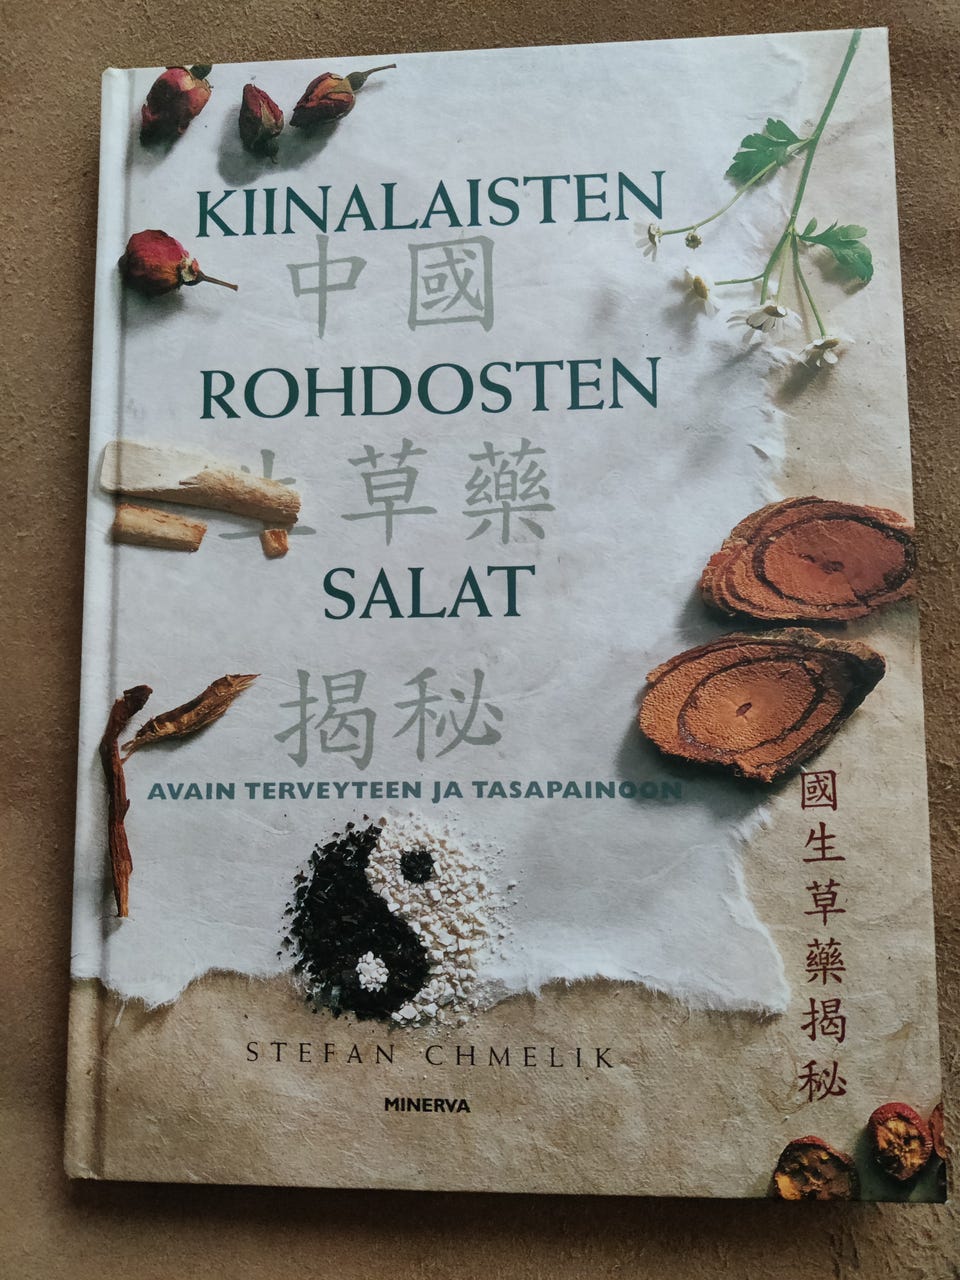 KIINALAISTEN
中國
ROHDOSTEN
生草藥
SALAT
揭秘
AVAIN TERVEYTEEN JA TASAPAINOON
STEFAN CHMELIK
MINERVA
國生草藥揭秘